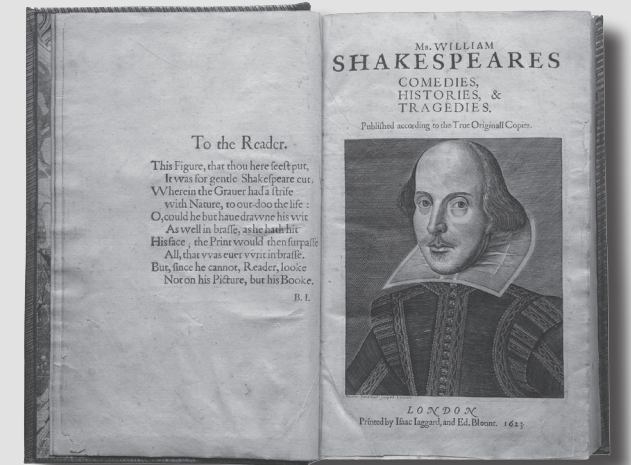 To the Reader.
This Figure, that thou here ſeeſt put,
It was for gentle Shakeſpeare cut;
Wherein the Grauer had a ſtrife
with Nature, to out-doo the life :
O, could he but haue drawne his wit
As well in braſſe, as he hath hit
His face ; the Print would then ſurpaſſe
All, that vvas euer vvrit in braſſe.
But, ſince he cannot, Reader, looke
Not on his Picture, but his Booke.
B. I.
Mr. WILLIAM
SHAKESPEARES
COMEDIES,
HISTORIES, &
TRAGEDIES.
Publiſhed according to the True Originall Copies.
LONDON
Printed by Iſaac Iaggard, and Ed. Blount. 1623